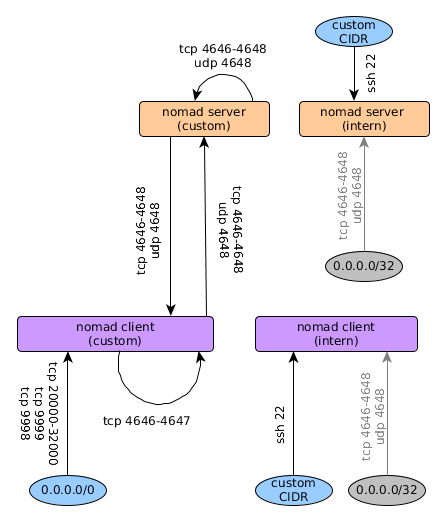 custom
CIDR
tcp 4646-4648
udp 4648
ssh 22
nomad server
(custom)
nomad server
(intern)
tcp 4646-4648
udp 4648
tcp 4646-4648
udp 4648
tcp 4646-4648
udp 4648
0.0.0.0/32
nomad client
(custom)
nomad client
(intern)
tcp 20000-32000
tcp 9999
tcp 9998
tcp 4646-4647
ssh 22
tcp 4646-4648
udp 4648
0.0.0.0/0
custom
CIDR
0.0.0.0/32